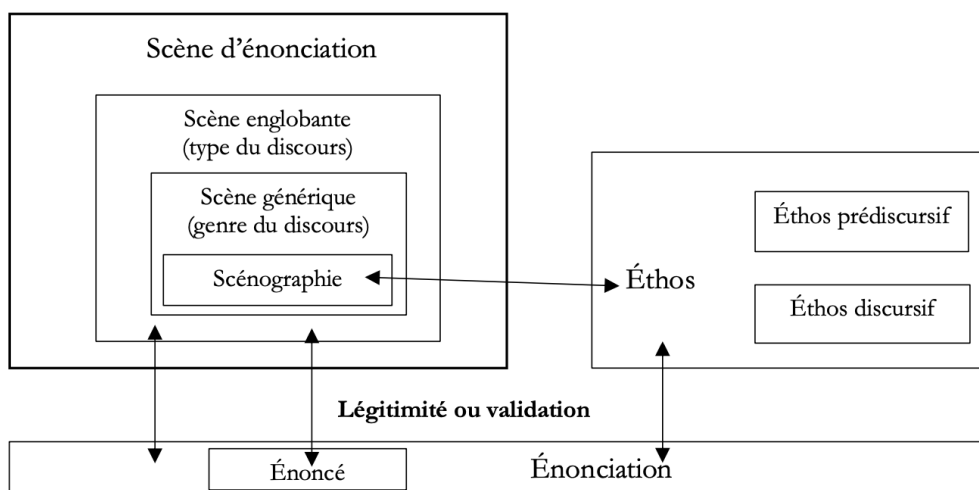 Scène d’énonciation
Scène englobante
(type du discours)
Scène générique
(genre du discours)
Scénographie
Éthos prédiscursif
Éthos
Éthos discursif
Légitimité ou validation
Énoncé
Énonciation